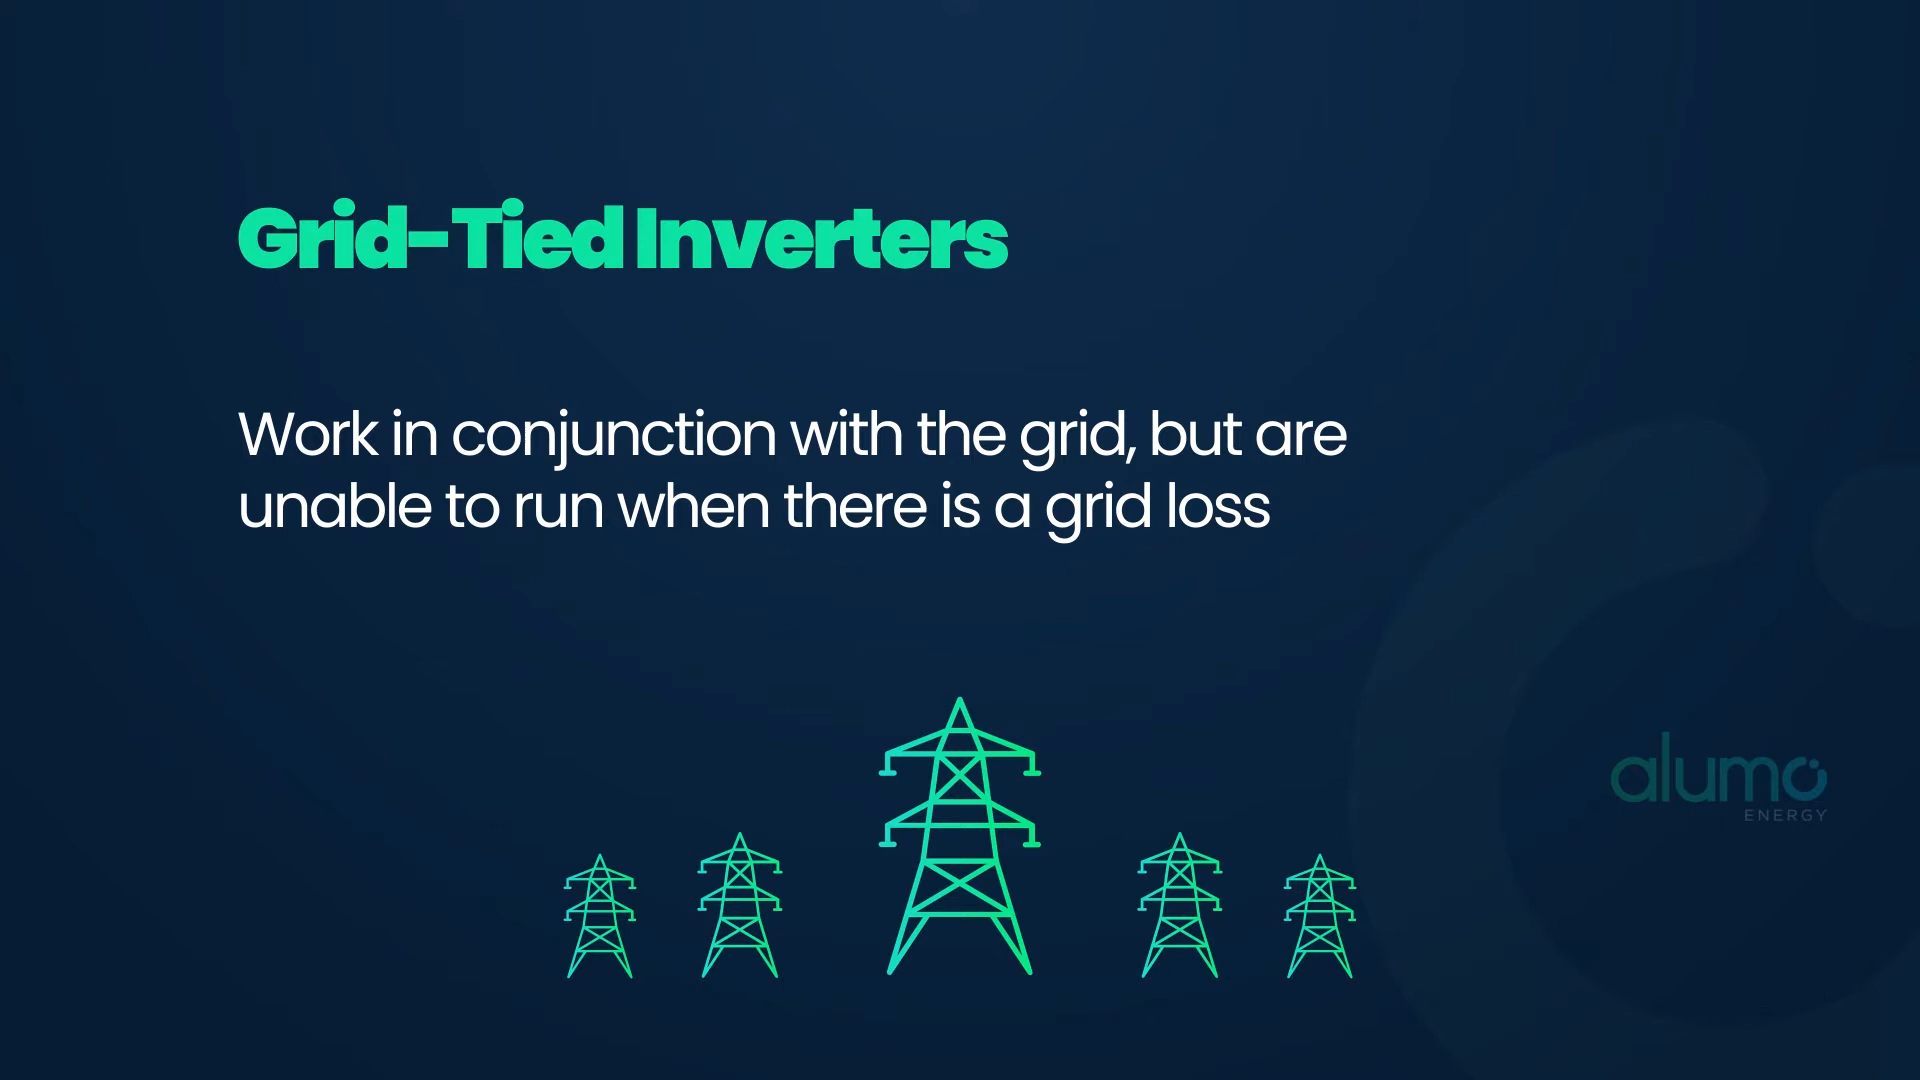 Grid-Tied Inverters
Work in conjunction with the grid, but are
unable to run when there is a grid loss
alumo
ENERGY